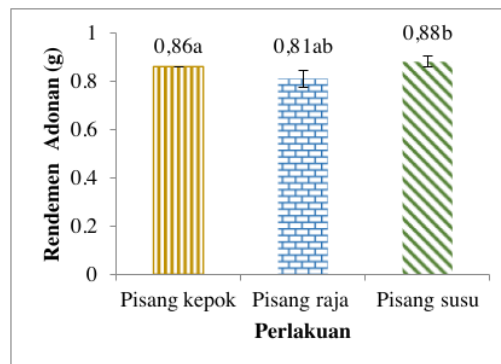 Rendemen Adonan (g)
1
0.8
0.6
0.4
0.2
0
0,86a
0,81ab
0,88b
Pisang kepok
Pisang raja
Pisang susu
Perlakuan